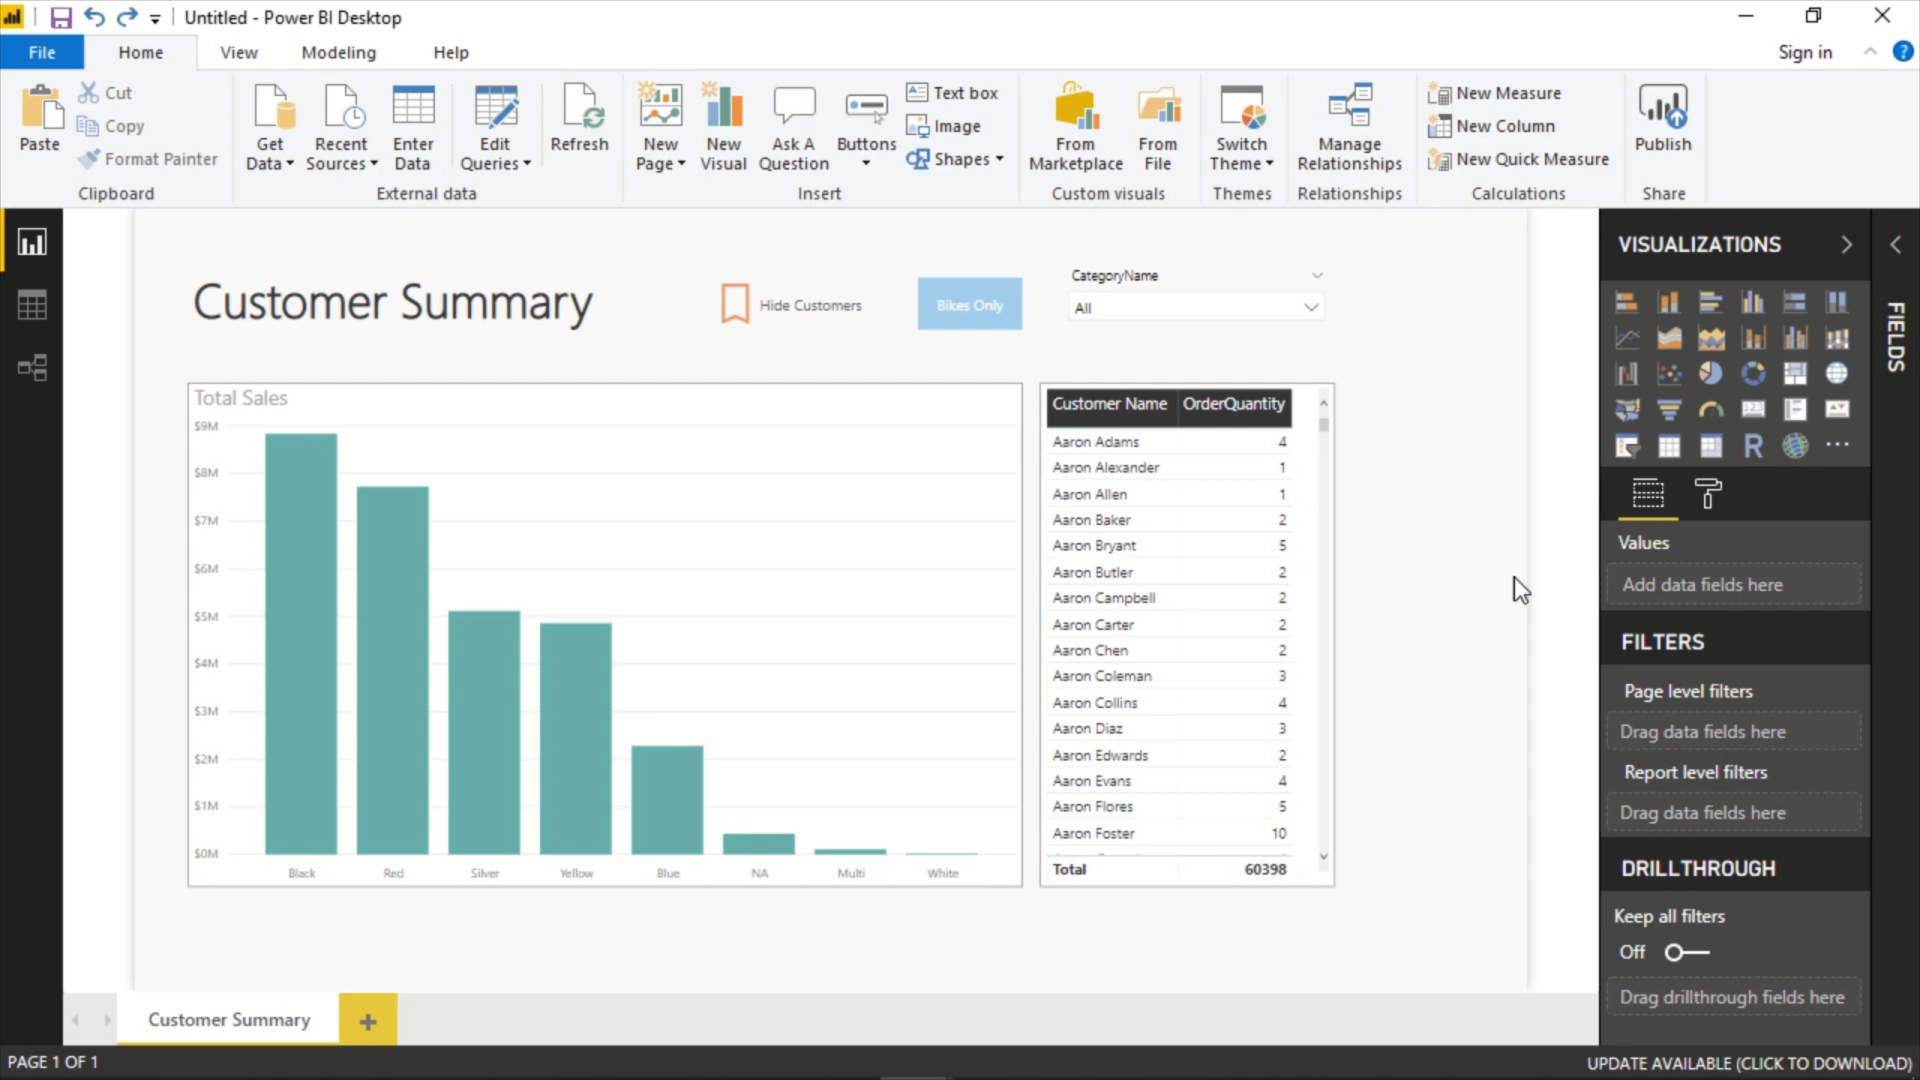 Untitled - Power BI Desktop
File
Home
View
Modeling
Help
Sign in
?
Paste
Cut
Copy
Format Painter
Clipboard
Get
Data
Recent
Sources
Enter
Data
Edit
Queries
Refresh
External data
New
Page
New
Visual
Ask A
Question
Buttons
Text box
Image
Shapes
Insert
From
Marketplace
From
File
Custom visuals
Switch
Theme
Themes
Manage
Relationships
Relationships
New Measure
New Column
New Quick Measure
Calculations
Publish
Share
Customer Summary
Hide Customers
Bikes Only
CategoryName
All
Total Sales
$9M
$8M
$7M
$6M
$5M
$4M
$3M
$2M
$1M
$0M
Black Red Silver Yellow Blue NA Multi White
Customer Name OrderQuantity
Aaron Adams 4
Aaron Alexander 1
Aaron Allen 1
Aaron Baker 2
Aaron Bryant 5
Aaron Butler 2
Aaron Campbell 2
Aaron Carter 2
Aaron Chen 2
Aaron Coleman 3
Aaron Collins 4
Aaron Diaz 3
Aaron Edwards 2
Aaron Evans 4
Aaron Flores 5
Aaron Foster 10
Total 60398
VISUALIZATIONS
FIELDS
123
R
Values
Add data fields here
FILTERS
Page level filters
Drag data fields here
Report level filters
Drag data fields here
DRILLTHROUGH
Keep all filters
Off
Drag drillthrough fields here
Customer Summary
PAGE 1 OF 1
UPDATE AVAILABLE (CLICK TO DOWNLOAD)